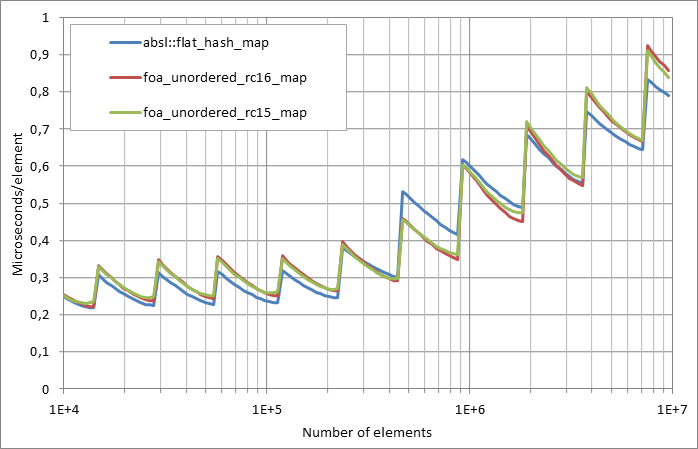 absl::flat_hash_map
foa_unordered_rc16_map
foa_unordered_rc15_map
Microseconds/element
1
0,9
0,8
0,7
0,6
0,5
0,4
0,3
0,2
0,1
0
1E+4
1E+5
1E+6
1E+7
Number of elements